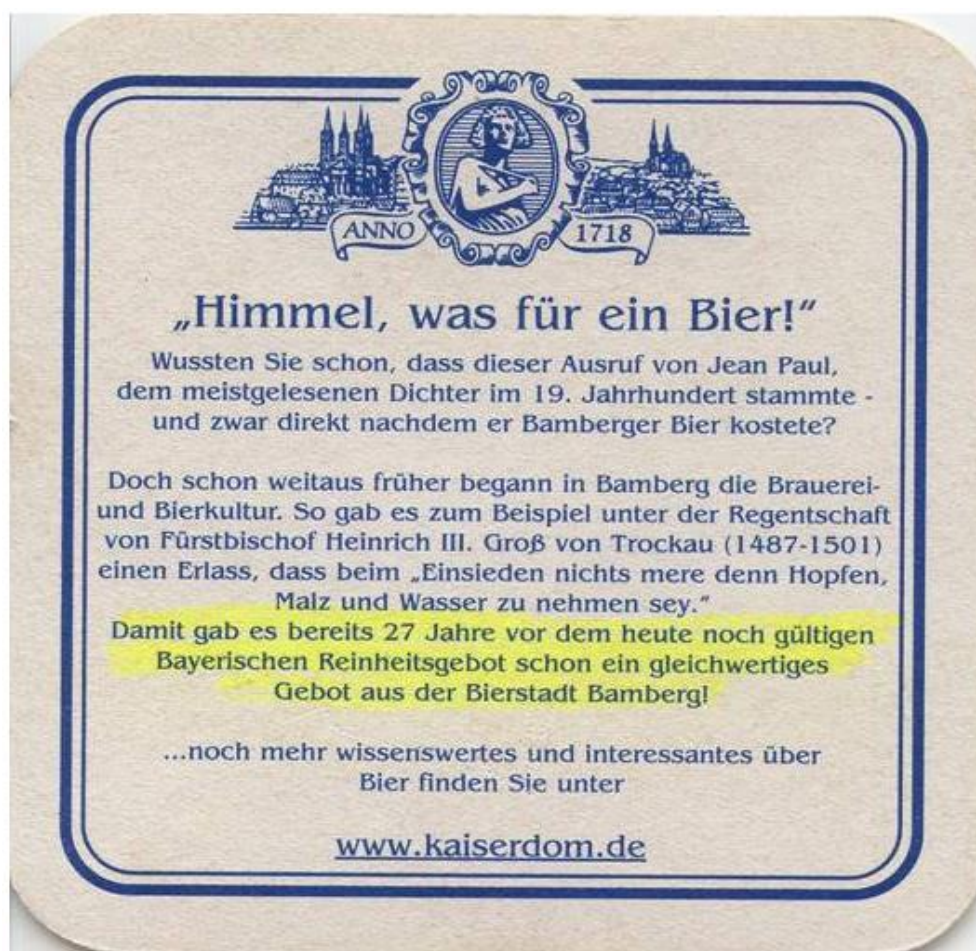 ANNO 1718
„Himmel, was für ein Bier!“
Wussten Sie schon, dass dieser Ausruf von Jean Paul,
dem meistgelesenen Dichter im 19. Jahrhundert stammte -
und zwar direkt nachdem er Bamberger Bier kostete?
Doch schon weitaus früher begann in Bamberg die Brauerei-
und Bierkultur. So gab es zum Beispiel unter der Regentschaft
von Fürstbischof Heinrich III. Groß von Trockau (1487-1501)
einen Erlass, dass beim „Einsieden nichts mere denn Hopfen,
Malz und Wasser zu nehmen sey.“
Damit gab es bereits 27 Jahre vor dem heute noch gültigen
Bayerischen Reinheitsgebot schon ein gleichwertiges
Gebot aus der Bierstadt Bamberg!
...noch mehr wissenswertes und interessantes über
Bier finden Sie unter
www.kaiserdom.de